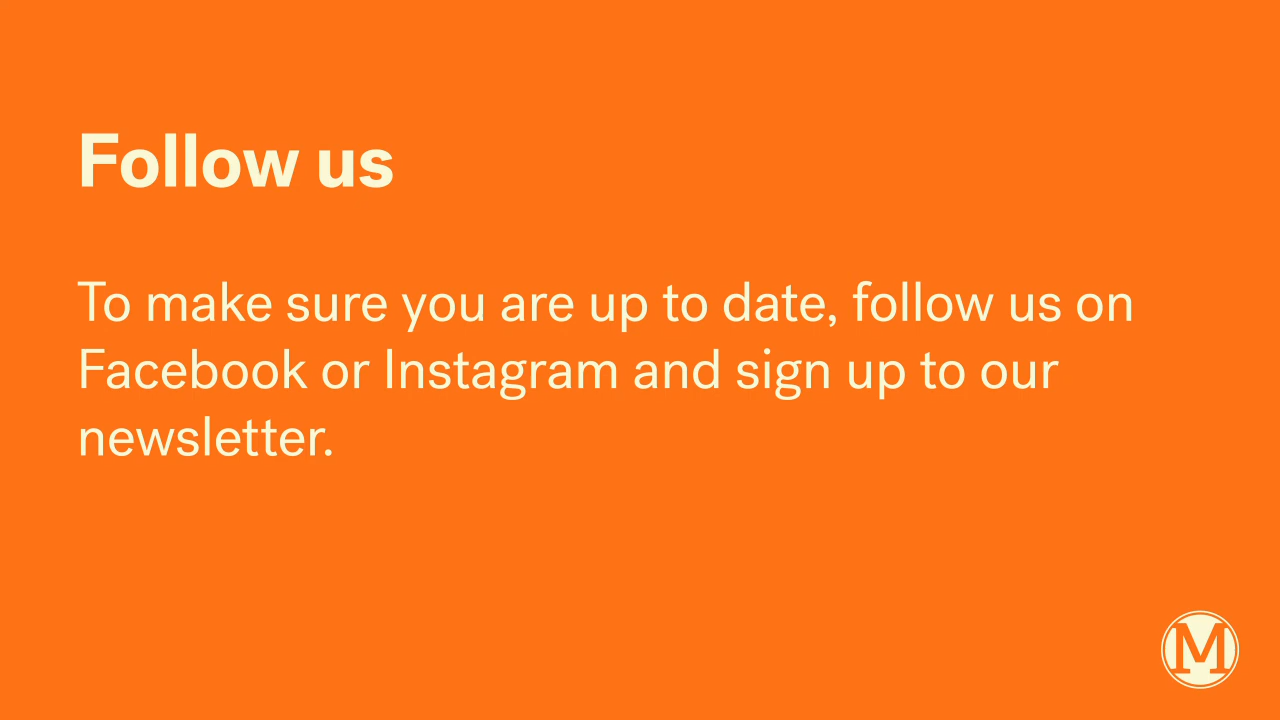 Follow us
To make sure you are up to date, follow us on
Facebook or Instagram and sign up to our
newsletter.
M